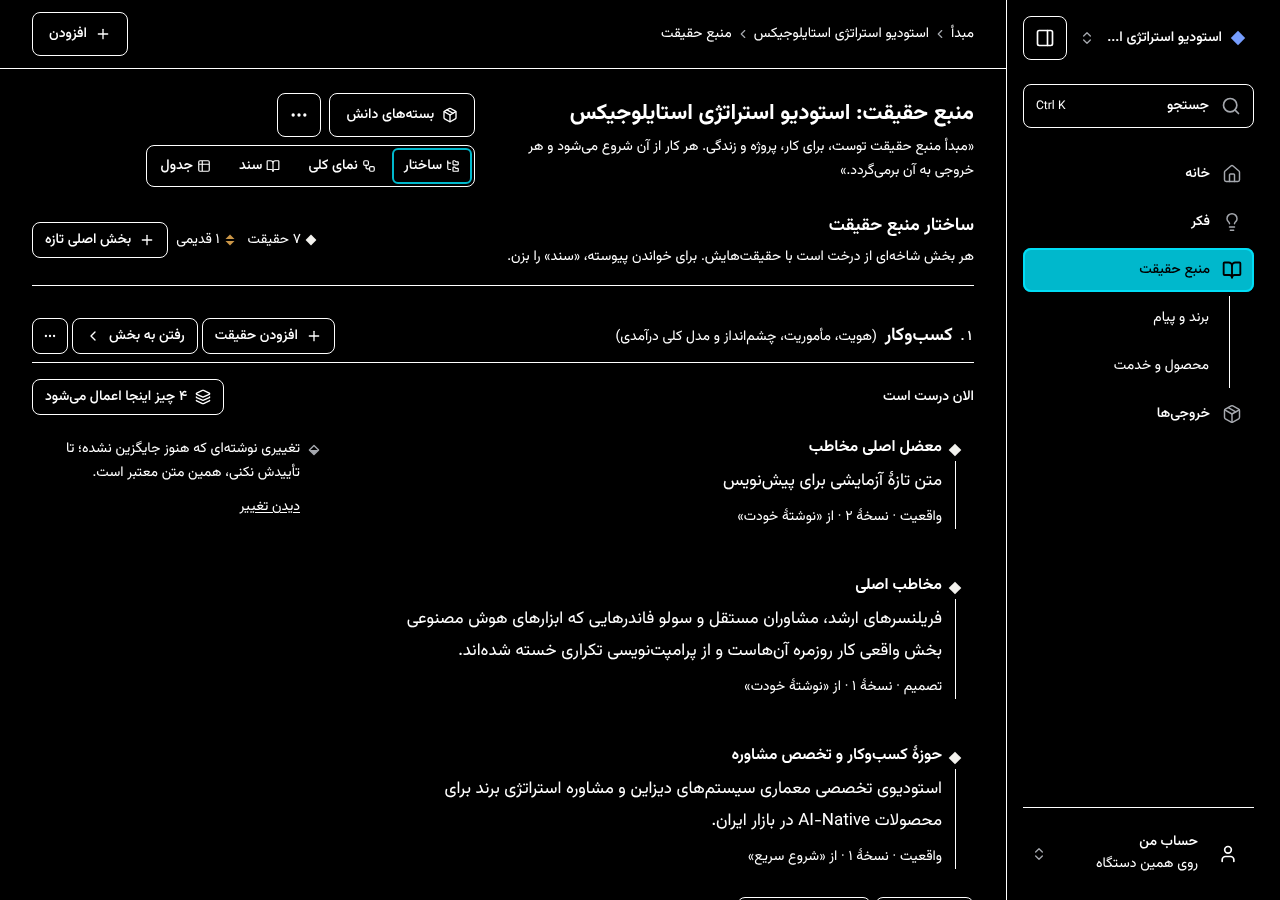 استودیو استراتژی ا...
جستجو
Ctrl K
خانه
فکر
منبع حقیقت
برند و پیام
محصول و خدمت
خروجی‌ها
حساب من
روی همین دستگاه
مبدأ › استودیو استراتژی استایلوجیکس › منبع حقیقت
افزودن
منبع حقیقت: استودیو استراتژی استایلوجیکس
«مبدأ منبع حقیقت توست، برای کار، پروژه و زندگی. هر کار از آن شروع می‌شود و هر
خروجی به آن برمی‌گردد.»
بسته‌های دانش
ساختار
نمای کلی
سند
جدول
ساختار منبع حقیقت
هر بخش شاخه‌ای از درخت است با حقیقت‌هایش. برای خواندن پیوسته، «سند» را بزن.
۷ حقیقت
۱ قدیمی
بخش اصلی تازه
۱. کسب‌وکار (هویت، مأموریت، چشم‌انداز و مدل کلی درآمدی)
افزودن حقیقت
رفتن به بخش
الان درست است
۴ چیز اینجا اعمال می‌شود
معضل اصلی مخاطب
متن تازهٔ آزمایشی برای پیش‌نویس
واقعیت · نسخهٔ ۲ · از «نوشتهٔ خودت»
تغییری نوشته‌ای که هنوز جایگزین نشده؛ تا
تأییدش نکنی، همین متن معتبر است.
دیدن تغییر
مخاطب اصلی
فریلنسرهای ارشد، مشاوران مستقل و سولو فاندرهایی که ابزارهای هوش مصنوعی
بخش واقعی کار روزمره آن‌هاست و از پرامپت‌نویسی تکراری خسته شده‌اند.
تصمیم · نسخهٔ ۱ · از «نوشتهٔ خودت»
حوزهٔ کسب‌وکار و تخصص مشاوره
استودیوی تخصصی معماری سیستم‌های دیزاین و مشاوره استراتژی برند برای
محصولات AI-Native در بازار ایران.
واقعیت · نسخهٔ ۱ · از «شروع سریع»